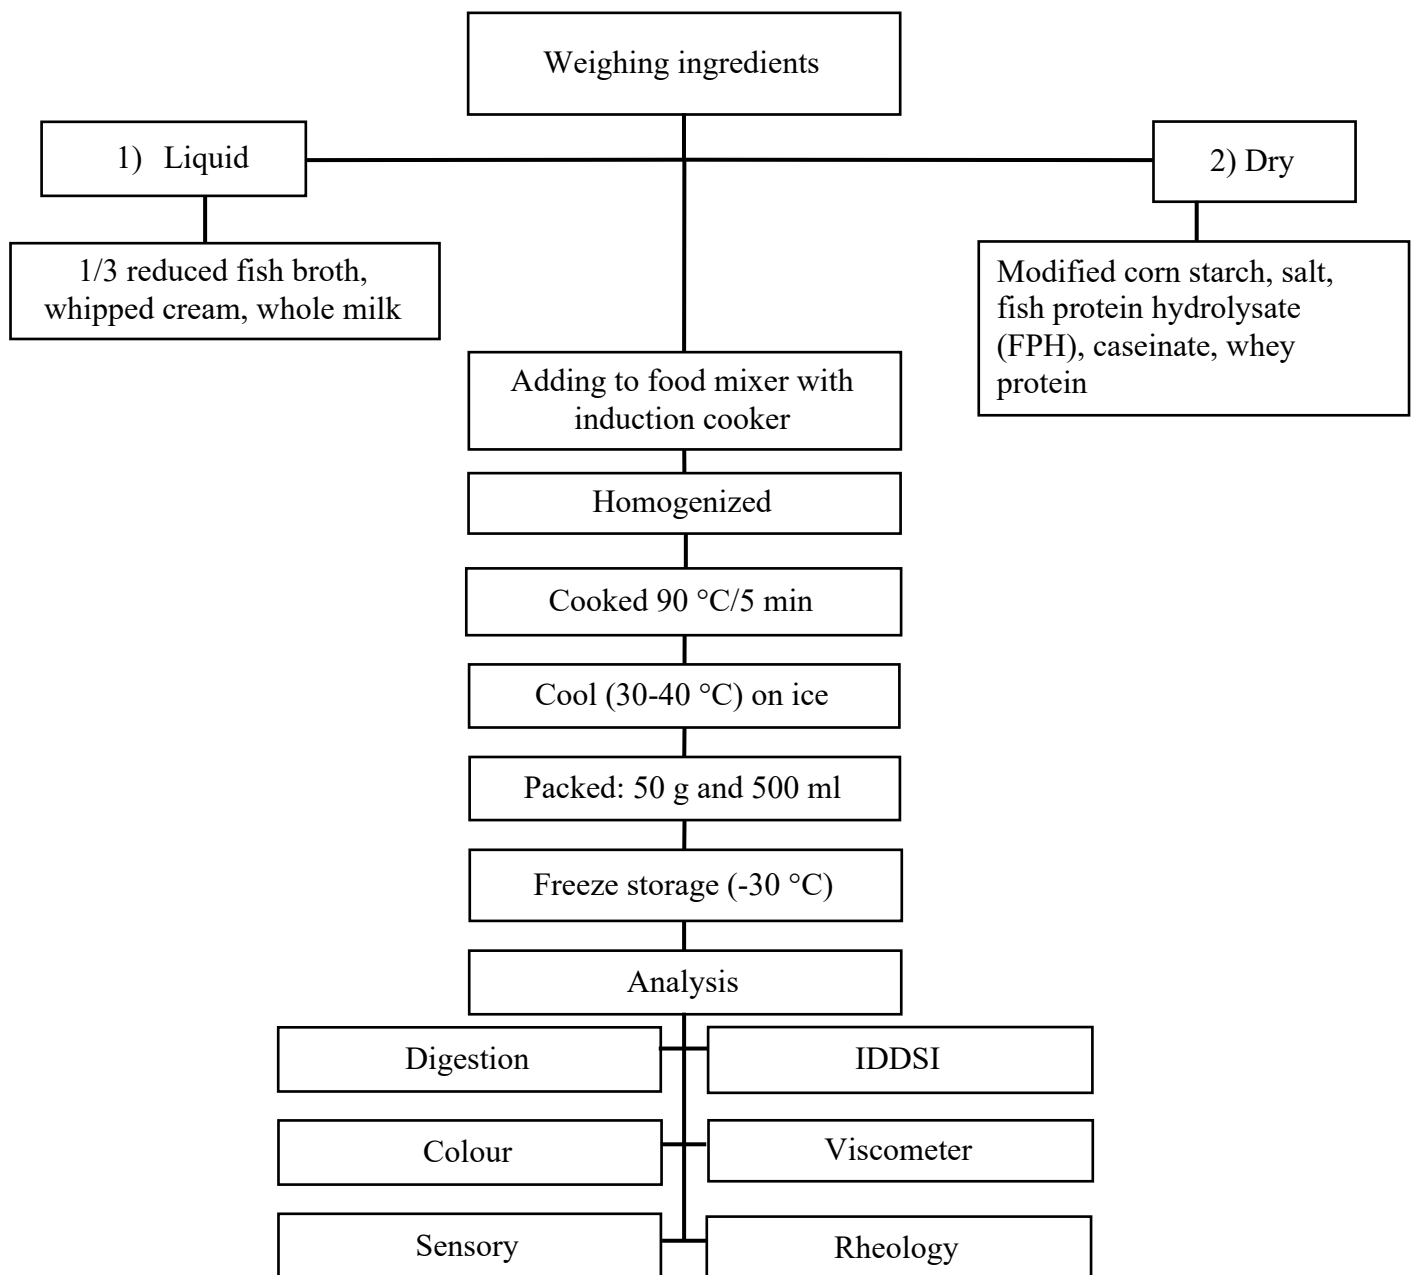 Weighing ingredients
1) Liquid
2) Dry
1/3 reduced fish broth,
whipped cream, whole milk
Modified corn starch, salt,
fish protein hydrolysate
(FPH), caseinate, whey
protein
Adding to food mixer with
induction cooker
Homogenized
Cooked 90 °C/5 min
Cool (30-40 °C) on ice
Packed: 50 g and 500 ml
Freeze storage (-30 °C)
Analysis
Digestion
IDDSI
Colour
Viscometer
Sensory
Rheology